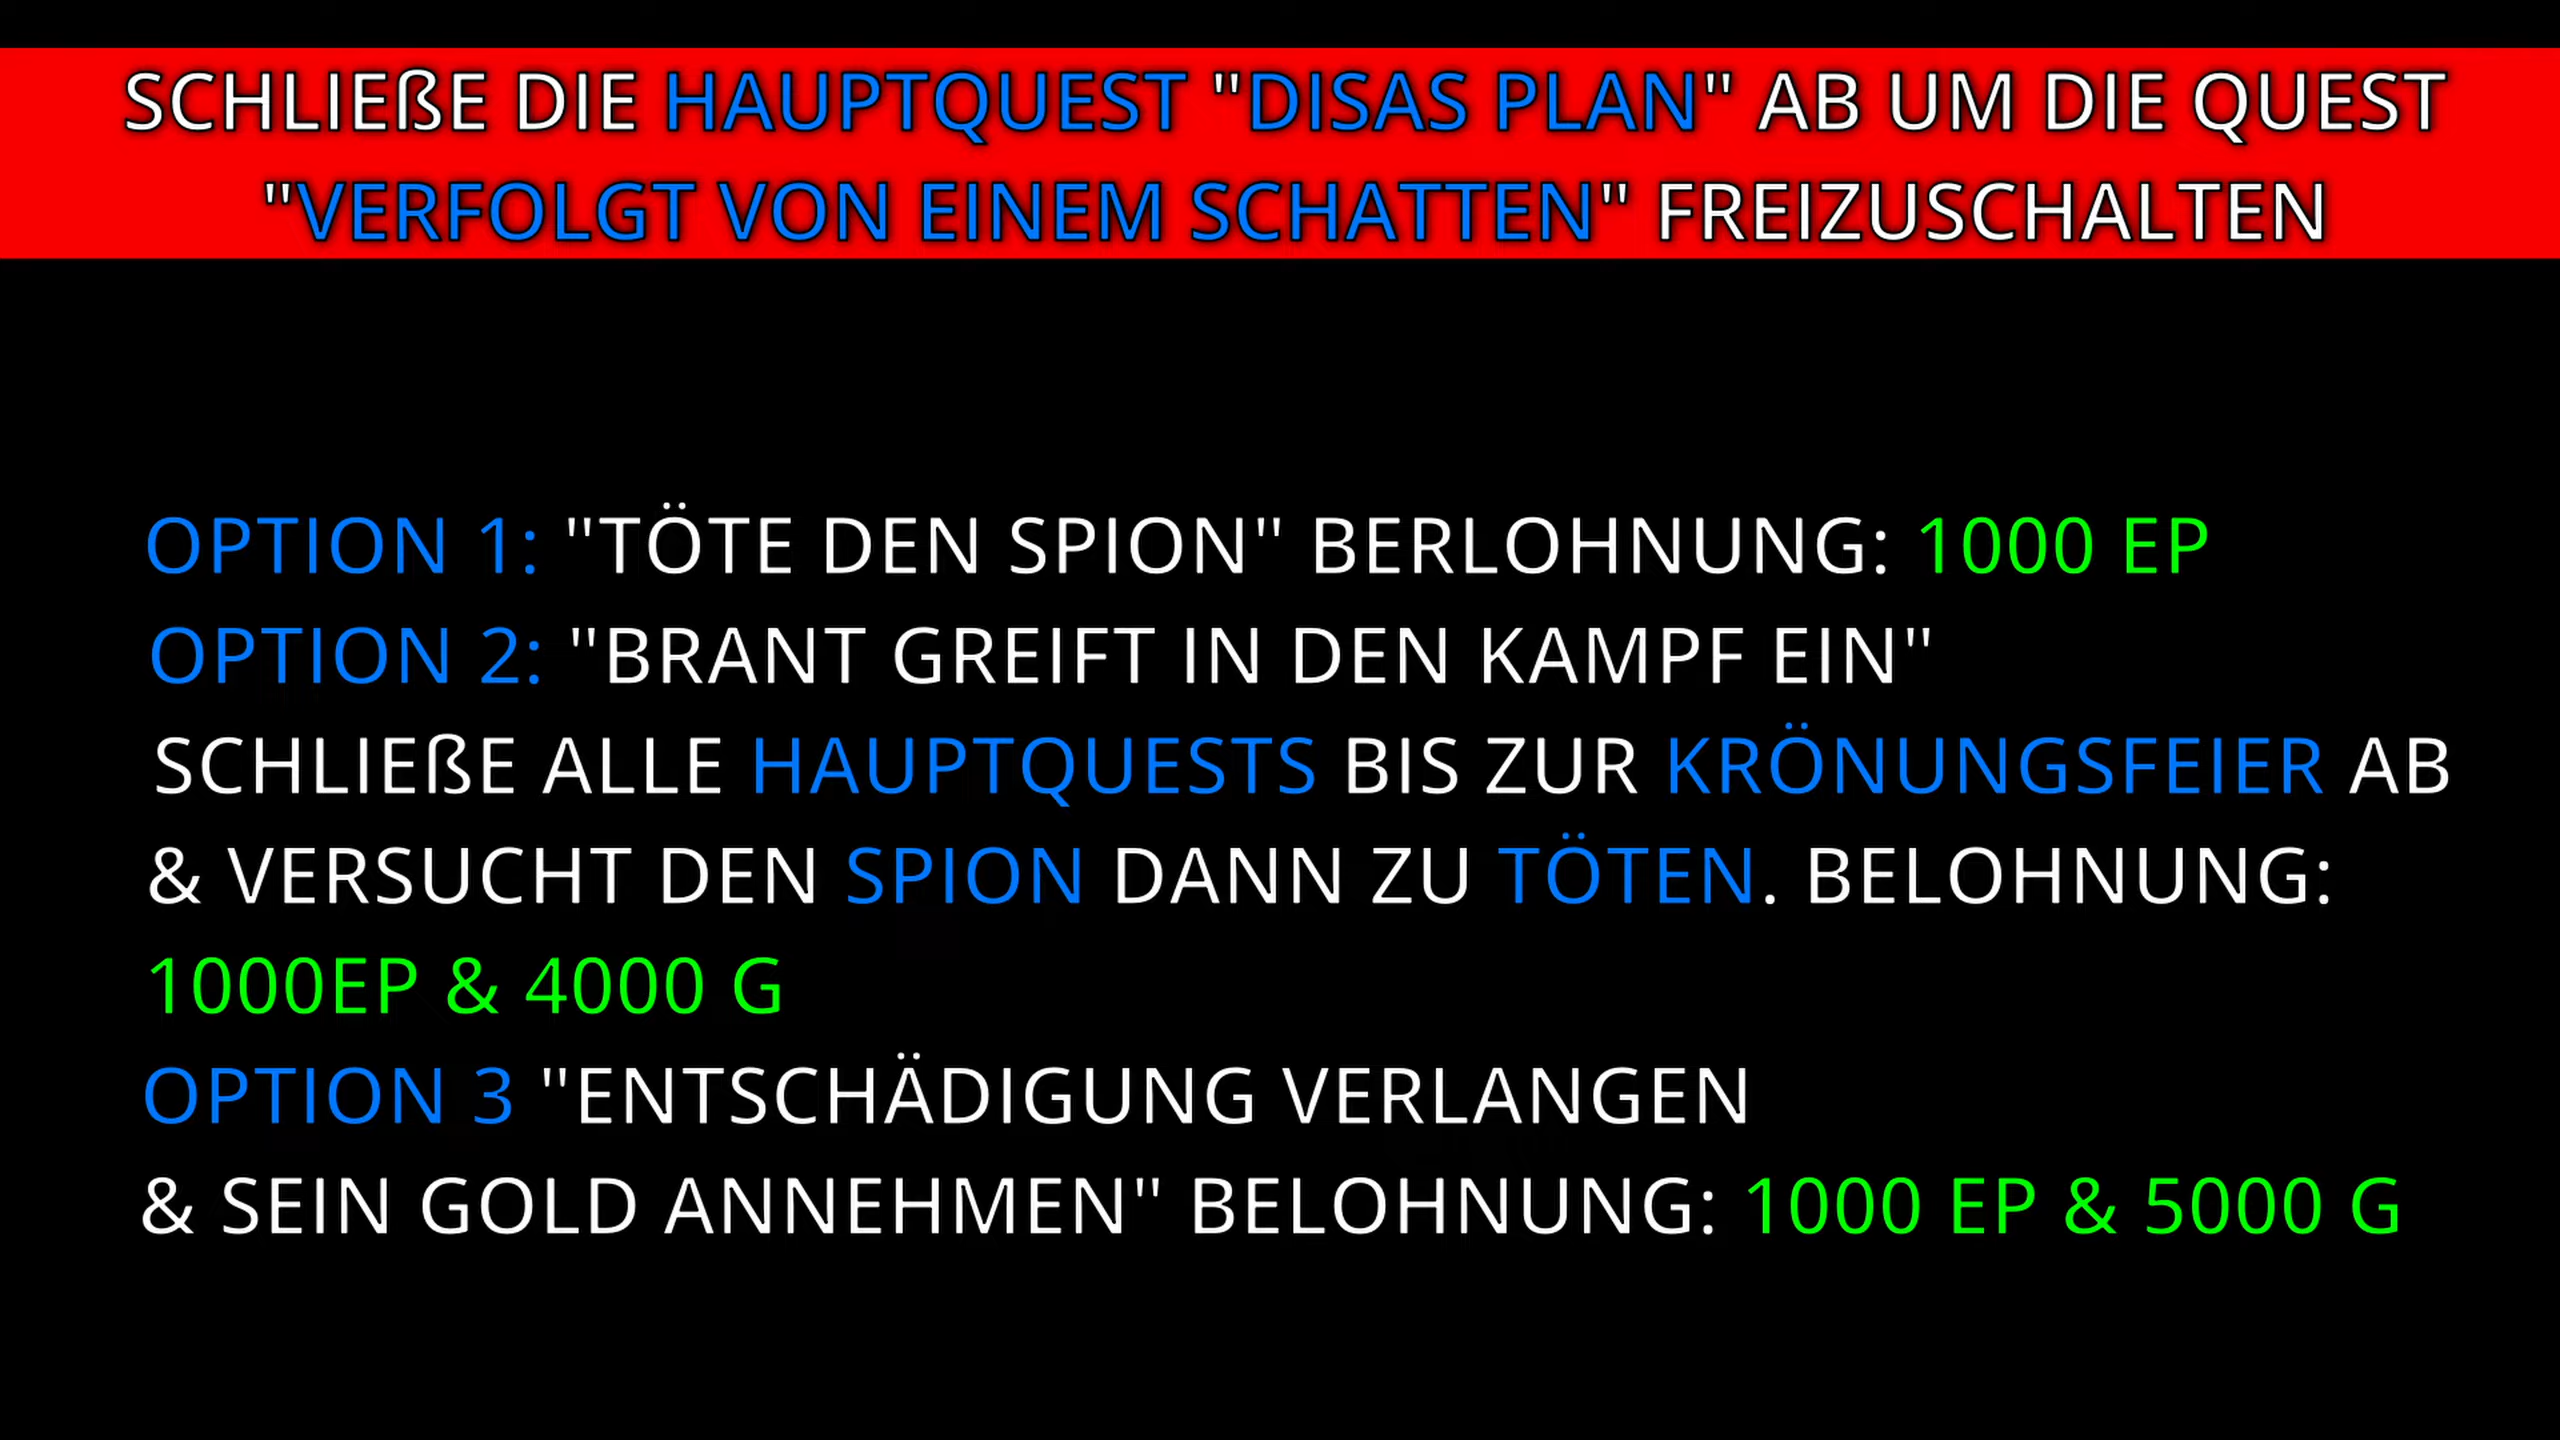 SCHLIEßE DIE HAUPTQUEST "DISAS PLAN" AB UM DIE QUEST
"VERFOLGT VON EINEM SCHATTEN" FREIZUSCHALTEN
OPTION 1: "TÖTE DEN SPION" BERLOHNUNG: 1000 EP
OPTION 2: "BRANT GREIFT IN DEN KAMPF EIN"
SCHLIEßE ALLE HAUPTQUESTS BIS ZUR KRÖNUNGSFEIER AB
& VERSUCHT DEN SPION DANN ZU TÖTEN. BELOHNUNG:
1000EP & 4000 G
OPTION 3 "ENTSCHÄDIGUNG VERLANGEN
& SEIN GOLD ANNEHMEN" BELOHNUNG: 1000 EP & 5000 G